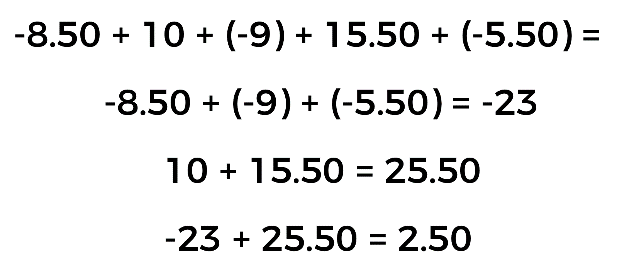 -8.50 + 10 + (-9) + 15.50 + (-5.50) =
-8.50 + (-9) + (-5.50) = -23
10 + 15.50 = 25.50
-23 + 25.50 = 2.50